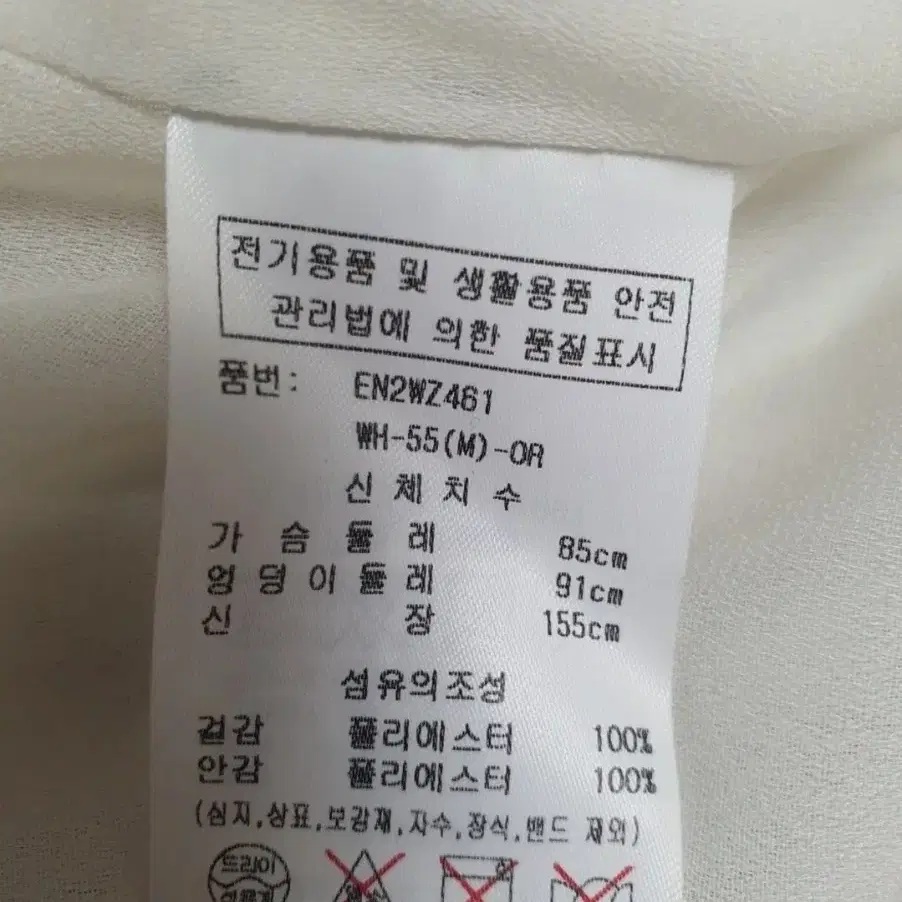 전기용품 및 생활용품 안전
관리법에 의한 품질표시
품번: EN2WZ461
WH-55(M)-OR
신체치수
가슴둘레 85cm
엉덩이둘레 91cm
신장 155cm
섬유의조성
겉감 폴리에스터 100%
안감 폴리에스터 100%
(심지,상표,보강재,자수,장식,밴드 제외)
드라이